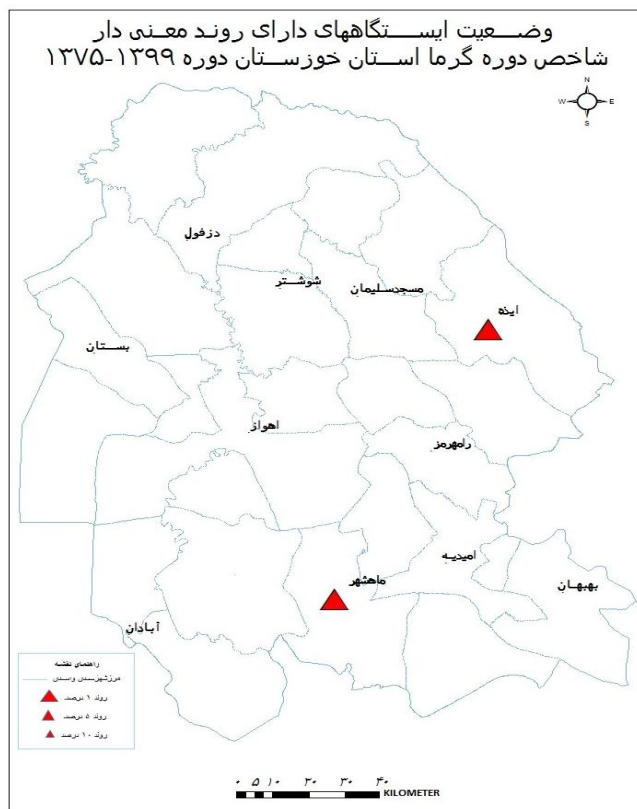 وضعیت ایستگاههای دارای روند معنی دار
شاخص دوره گرما استان خوزستان دوره ۱۳۹۹-۱۳۷۵
N
W
E
S
دزفول
شوشتر
مسجدسلیمان
ایذه
بستان
اهواز
رامهرمز
امیدیه
ماهشهر
بهبهان
آبادان
راهنمای نقشه
روند ۱ درصد
روند ۵ درصد
روند ۱۰ درصد
۰ ۵ ۱۰ ۲۰ ۳۰ ۴۰
KILOMETER